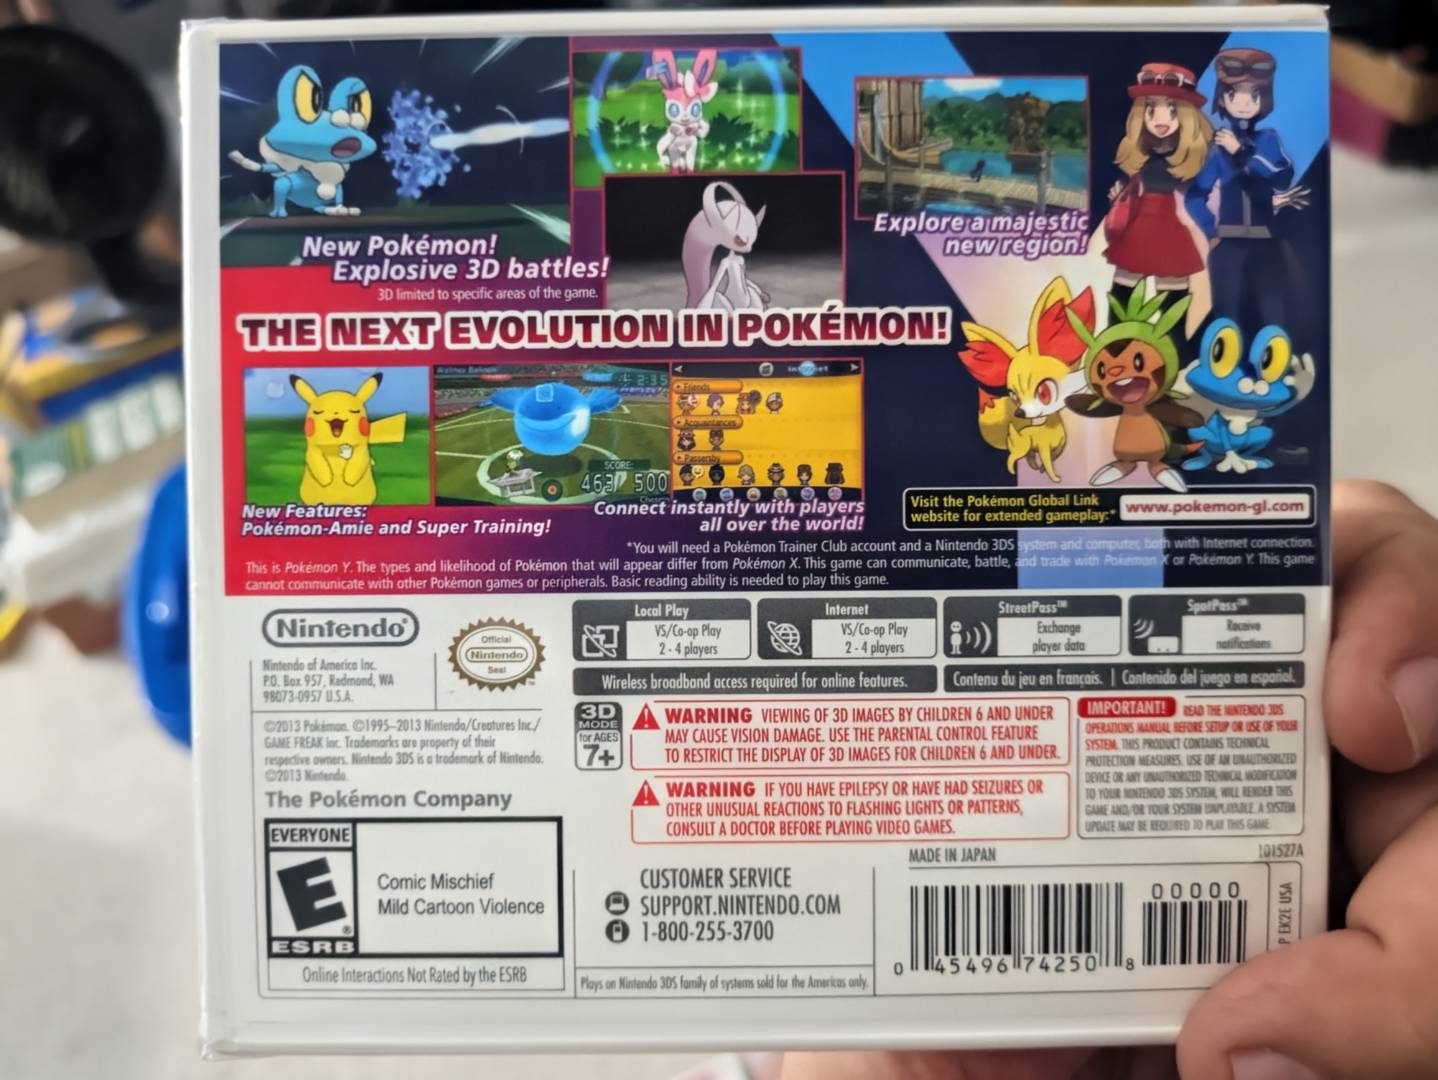 New Pokémon!
Explosive 3D battles!
3D limited to specific areas of the game.
Explore a majestic
new region!
THE NEXT EVOLUTION IN POKÉMON!
2:35
SCORE:
463/500
Internet
Friends
Acquaintances
Passersby
New Features:
Pokémon-Amie and Super Training!
Connect instantly with players
all over the world!
Visit the Pokémon Global Link
website for extended gameplay:*
www.pokemon-gl.com
*You will need a Pokémon Trainer Club account and a Nintendo 3DS system and computer, both with Internet connection.
This is Pokémon Y. The types and likelihood of Pokémon that will appear differ from Pokémon X. This game can communicate, battle, and trade with Pokémon X or Pokémon Y. This game
cannot communicate with other Pokémon games or peripherals. Basic reading ability is needed to play this game.
Nintendo®
Official
Nintendo
Seal
Nintendo of America Inc.
P.O. Box 957, Redmond, WA
98073-0957 U.S.A.
Local Play
VS/Co-op Play
2 - 4 players
Internet
VS/Co-op Play
2 - 4 players
StreetPass™
Exchange
player data
SpotPass™
Receive
notifications
Wireless broadband access required for online features.
Contenu du jeu en français. | Contenido del juego en español.
©2013 Pokémon. ©1995–2013 Nintendo/Creatures Inc./
GAME FREAK inc. Trademarks are property of their
respective owners. Nintendo 3DS is a trademark of Nintendo.
©2013 Nintendo.
The Pokémon Company
3D
MODE
for AGES
7+
WARNING VIEWING OF 3D IMAGES BY CHILDREN 6 AND UNDER
MAY CAUSE VISION DAMAGE. USE THE PARENTAL CONTROL FEATURE
TO RESTRICT THE DISPLAY OF 3D IMAGES FOR CHILDREN 6 AND UNDER.
WARNING IF YOU HAVE EPILEPSY OR HAVE HAD SEIZURES OR
OTHER UNUSUAL REACTIONS TO FLASHING LIGHTS OR PATTERNS,
CONSULT A DOCTOR BEFORE PLAYING VIDEO GAMES.
IMPORTANT! READ THE NINTENDO 3DS
OPERATIONS MANUAL BEFORE SETUP OR USE OF YOUR
SYSTEM. THIS PRODUCT CONTAINS TECHNICAL
PROTECTION MEASURES. USE OF AN UNAUTHORIZED
DEVICE OR ANY UNAUTHORIZED TECHNICAL MODIFICATION
TO YOUR NINTENDO 3DS SYSTEM, WILL RENDER THIS
GAME AND/OR YOUR SYSTEM UNPLAYABLE. A SYSTEM
UPDATE MAY BE REQUIRED TO PLAY THIS GAME.
EVERYONE
E
ESRB
Comic Mischief
Mild Cartoon Violence
Online Interactions Not Rated by the ESRB
CUSTOMER SERVICE
SUPPORT.NINTENDO.COM
1-800-255-3700
Plays on Nintendo 3DS family of systems sold for the Americas only.
MADE IN JAPAN
101527A
00000
0 45496 74250 8
P EK2E USA